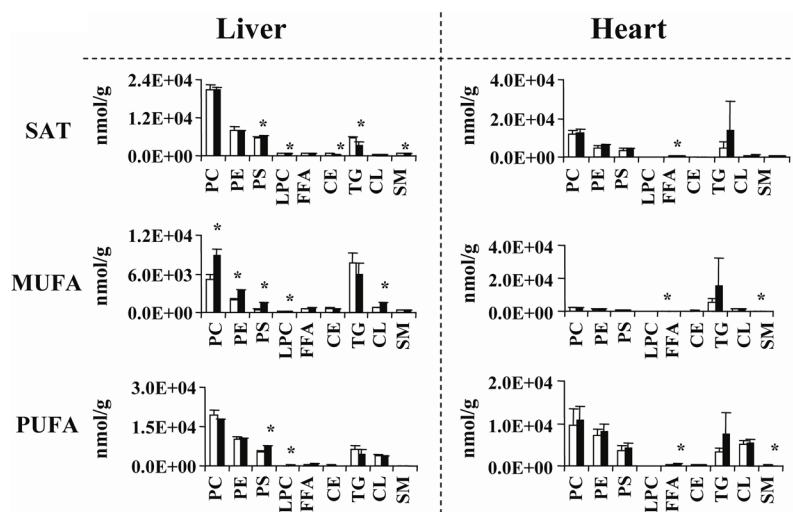 Liver Heart
SAT
nmol/g
2.4E+04
1.2E+04
0.0E+00
* * * * *
PC PE PS LPC FFA CE TG CL SM
nmol/g
4.0E+04
2.0E+04
0.0E+00
*
PC PE PS LPC FFA CE TG CL SM
MUFA
nmol/g
1.2E+04
6.0E+03
0.0E+00
* * * * *
PC PE PS LPC FFA CE TG CL SM
nmol/g
4.0E+04
2.0E+04
0.0E+00
* *
PC PE PS LPC FFA CE TG CL SM
PUFA
nmol/g
3.0E+04
1.5E+04
0.0E+00
* *
PC PE PS LPC FFA CE TG CL SM
nmol/g
2.0E+04
1.0E+04
0.0E+00
* *
PC PE PS LPC FFA CE TG CL SM